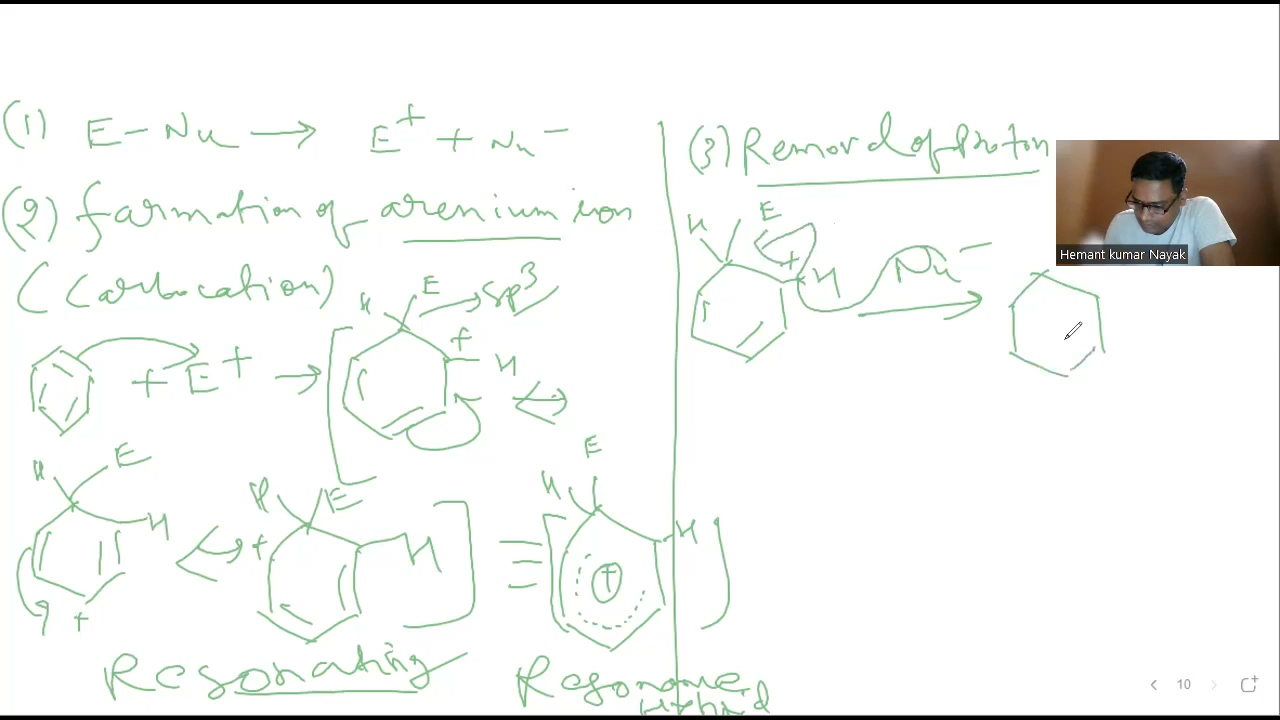 (1) E - Nu → E+ + Nu-
(2) formation of arenium ion
(Carbocation)
H E → sp3
+ H
+ E+ →
H E
H
+
H E
+ H
≡
H E
+ H
Resonating
Resonance
Hybrid
(3) Removal of Proton
H E
+ H Nu- →
Hemant kumar Nayak
10